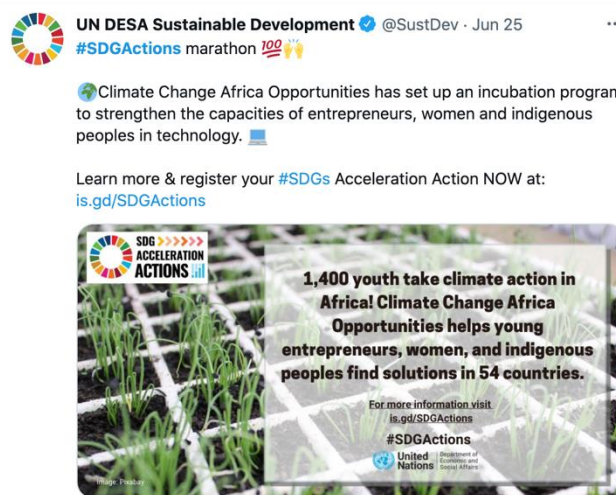 UN DESA Sustainable Development @SustDev · Jun 25
#SDGActions marathon 💯🙌
🌍Climate Change Africa Opportunities has set up an incubation program
to strengthen the capacities of entrepreneurs, women and indigenous
peoples in technology. 💻
Learn more & register your #SDGs Acceleration Action NOW at:
is.gd/SDGActions
SDG
ACCELERATION
ACTIONS
1,400 youth take climate action in
Africa! Climate Change Africa
Opportunities helps young
entrepreneurs, women, and indigenous
peoples find solutions in 54 countries.
For more information visit
is.gd/SDGActions
#SDGActions
United
Nations
Department of
Economic and
Social Affairs
Image: Pixabay